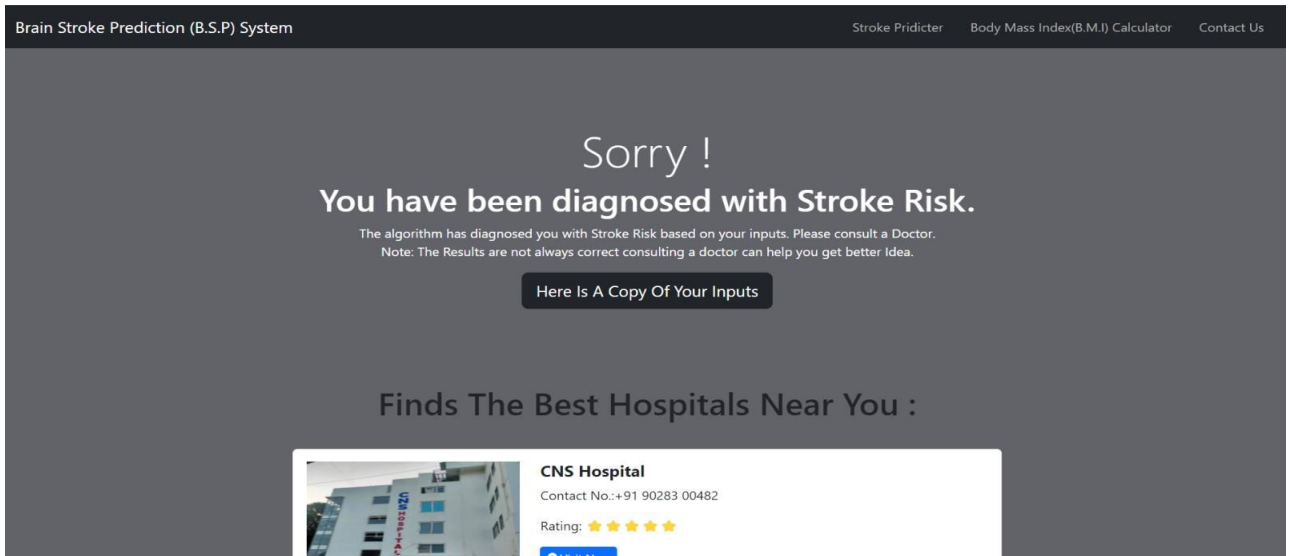 Brain Stroke Prediction (B.S.P) System
Stroke Pridicter
Body Mass Index(B.M.I) Calculator
Contact Us
Sorry !
You have been diagnosed with Stroke Risk.
The algorithm has diagnosed you with Stroke Risk based on your inputs. Please consult a Doctor.
Note: The Results are not always correct consulting a doctor can help you get better Idea.
Here Is A Copy Of Your Inputs
Finds The Best Hospitals Near You :
CNS HOSPITAL
CNS Hospital
Contact No.:+91 90283 00482
Rating: